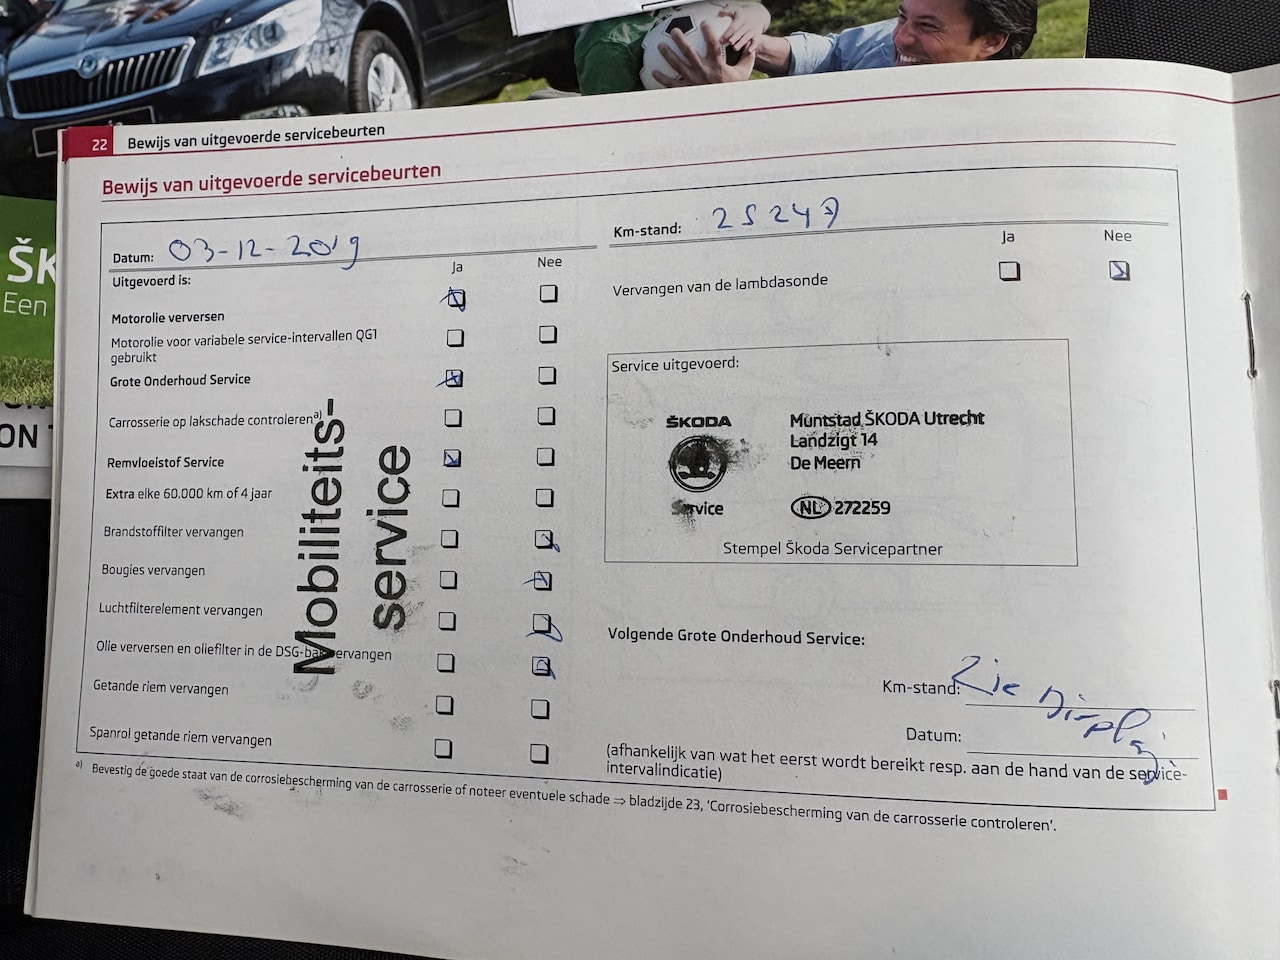 ŠK
Een
ON
22 Bewijs van uitgevoerde servicebeurten
Bewijs van uitgevoerde servicebeurten
Datum: 03-12-2019
Km-stand: 25247
Uitgevoerd is:
Ja Nee
Ja Nee
Motorolie verversen
Motorolie voor variabele service-intervallen QG1
gebruikt
Grote Onderhoud Service
Carrosserie op lakschade controleren a)
Remvloeistof Service
Extra elke 60.000 km of 4 jaar
Brandstoffilter vervangen
Bougies vervangen
Luchtfilterelement vervangen
Olie verversen en oliefilter in de DSG-bak vervangen
Getande riem vervangen
Spanrol getande riem vervangen
Mobiliteits-
service
Vervangen van de lambdasonde
Service uitgevoerd:
ŠKODA
Service
Muntstad ŠKODA Utrecht
Landzigt 14
De Meern
NL 272259
Stempel Škoda Servicepartner
Volgende Grote Onderhoud Service:
Km-stand: Zie Display
Datum:
(afhankelijk van wat het eerst wordt bereikt resp. aan de hand van de service-
intervalindicatie)
a) Bevestig de goede staat van de corrosiebescherming van de carrosserie of noteer eventuele schade ⇒ bladzijde 23, 'Corrosiebescherming van de carrosserie controleren'.